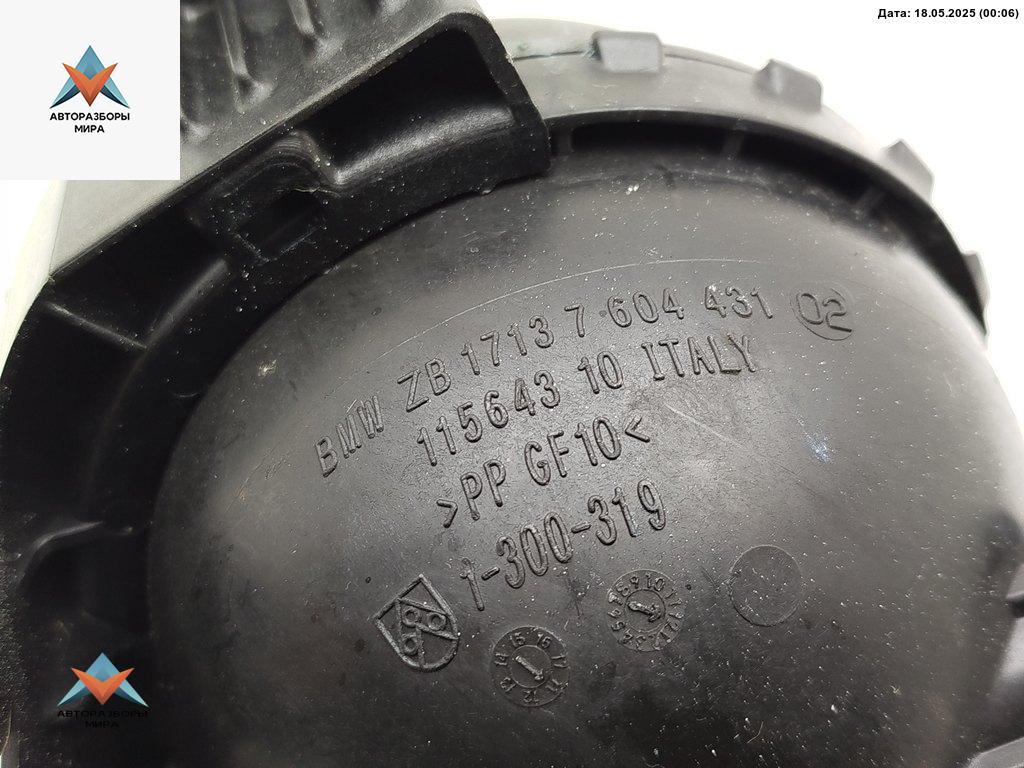 Дата: 18.05.2025 (00:06)
АВТОРАЗБОРЫ
МИРА
BMW ZB 1713 7 604 431 02
115643 10 ITALY
>PP GF10<
1-300-319
АВТОРАЗБОРЫ
МИРА